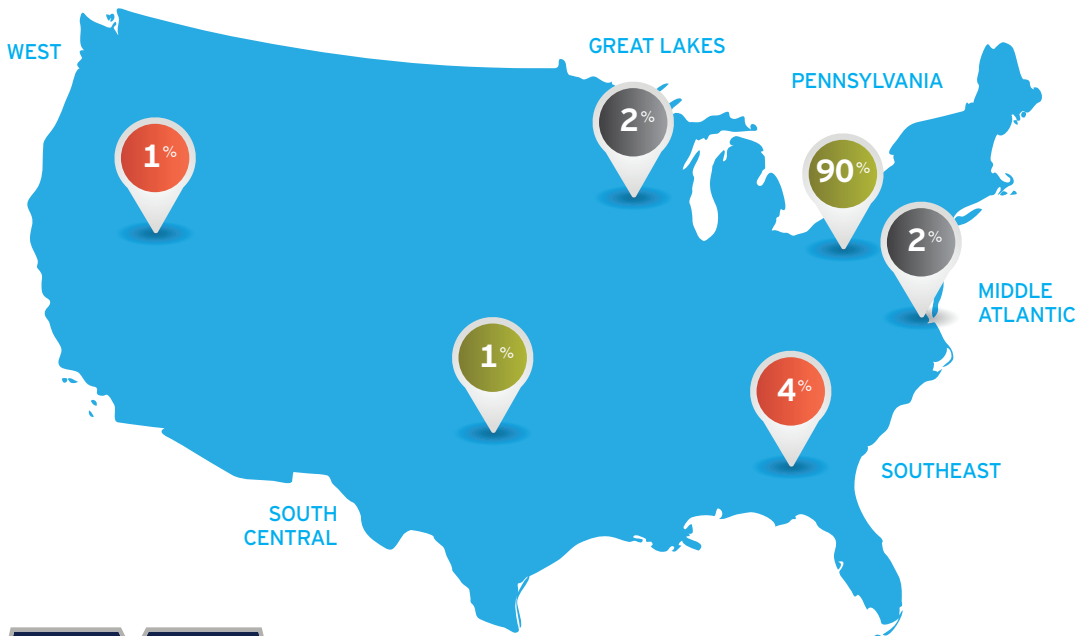 WEST
GREAT LAKES
PENNSYLVANIA
2%
1%
90%
2%
MIDDLE
ATLANTIC
1%
4%
SOUTHEAST
SOUTH
CENTRAL